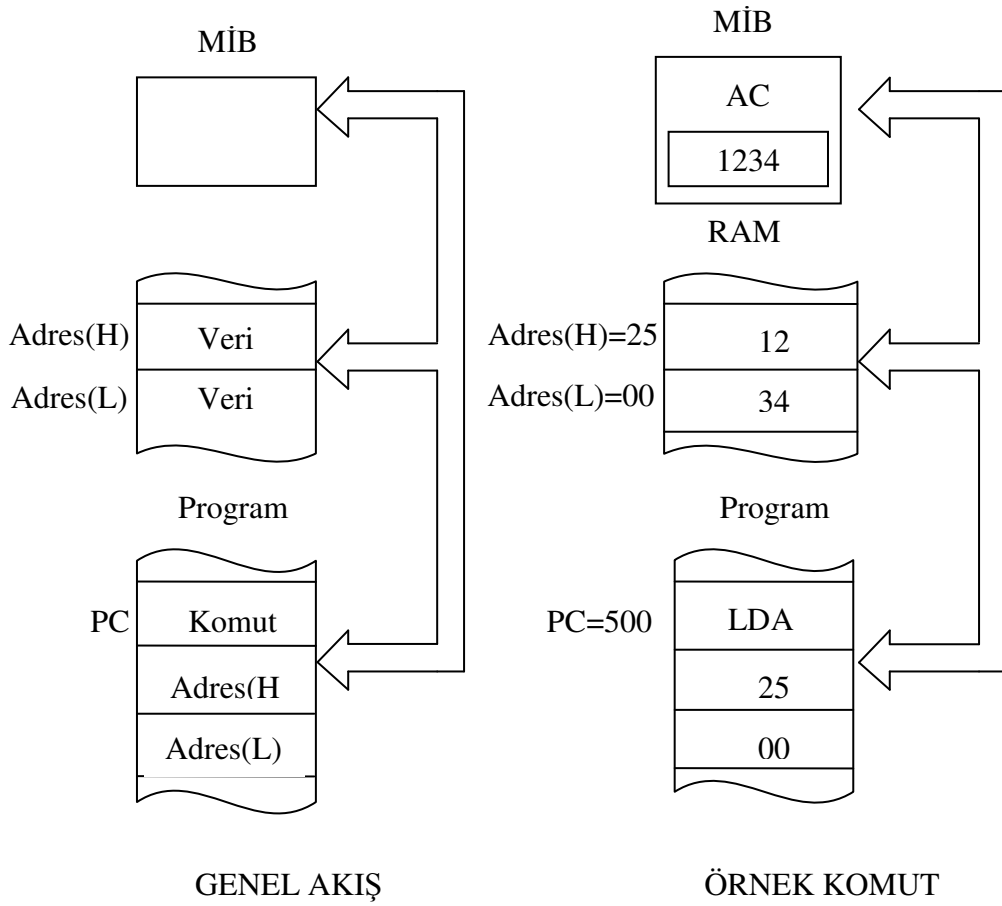 MİB
Adres(H) Veri
Adres(L) Veri
Program
PC Komut
Adres(H
Adres(L)
GENEL AKIŞ
MİB
AC
1234
RAM
Adres(H)=25 12
Adres(L)=00 34
Program
PC=500 LDA
25
00
ÖRNEK KOMUT